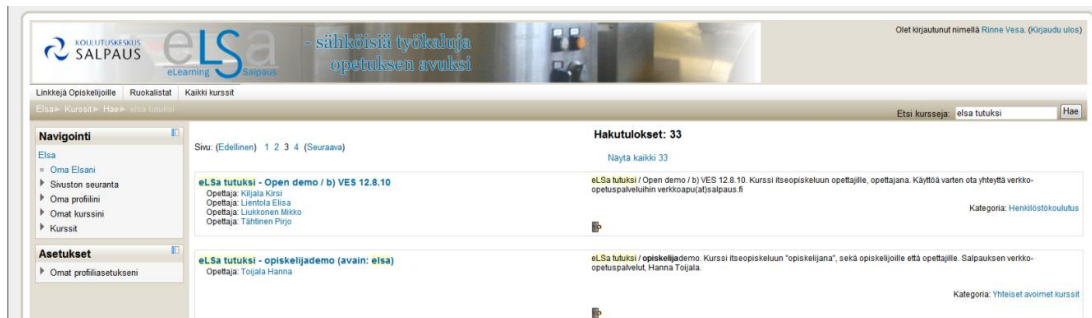 KOULUTUSKESKUS
SALPAUS
eLSa
eLearning Salpaus
- sähköisiä työkaluja
opetuksen avuksi
Olet kirjautunut nimellä Rinne Vesa. (Kirjaudu ulos)
Linkkejä Opiskelijoille Ruokalistat Kaikki kurssit
Elsa► Kurssit► Hae► elsa tutuksi
Etsi kursseja: elsa tutuksi Hae
Navigointi
Elsa
Oma Elsani
Sivuston seuranta
Oma profiilini
Omat kurssini
Kurssit
Asetukset
Omat profiiliasetukseni
Hakutulokset: 33
Sivu: (Edellinen) 1 2 3 4 (Seuraava)
Näytä kaikki 33
eLSa tutuksi - Open demo / b) VES 12.8.10
Opettaja: Kiljala Kirsi
Opettaja: Lientola Elisa
Opettaja: Liukkonen Mikko
Opettaja: Tähtinen Pirjo
eLSa tutuksi / Open demo / b) VES 12.8.10. Kurssi itseopiskeluun opettajille, opettajana. Käyttöä varten ota yhteyttä verkko-
opetuspalveluihin verkkoapu(at)salpaus.fi
Kategoria: Henkilöstökoulutus
eLSa tutuksi - opiskelijademo (avain: elsa)
Opettaja: Toijala Hanna
eLSa tutuksi / opiskelijademo. Kurssi itseopiskeluun "opiskelijana", sekä opiskelijoille että opettajille. Salpauksen verkko-
opetuspalvelut, Hanna Toijala.
Kategoria: Yhteiset avoimet kurssit